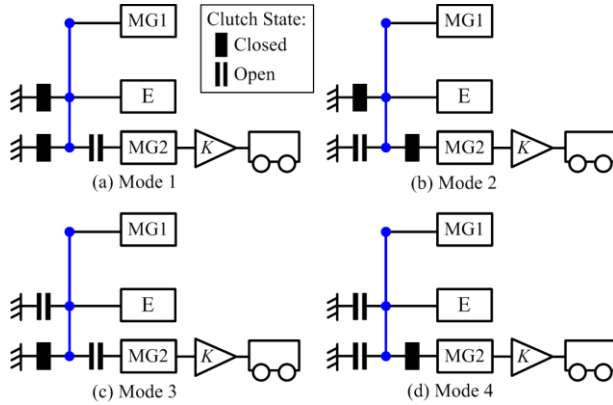 MG1
E
MG2 K
(a) Mode 1
Clutch State:
Closed
Open
MG1
E
MG2 K
(b) Mode 2
MG1
E
MG2 K
(c) Mode 3
MG1
E
MG2 K
(d) Mode 4